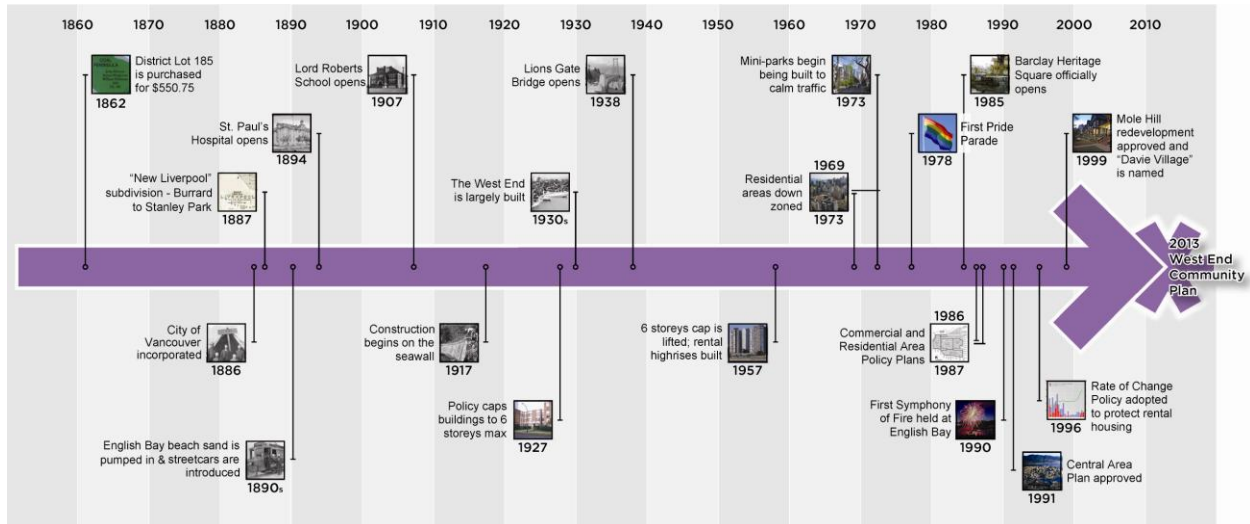 1860 1870 1880 1890 1900 1910 1920 1930 1940 1950 1960 1970 1980 1990 2000 2010
District Lot 185
is purchased
for $550.75
1862
Lord Roberts
School opens
1907
Lions Gate
Bridge opens
1938
Mini-parks begin
being built to
calm traffic
1973
Barclay Heritage
Square officially
opens
1985
St. Paul's
Hospital opens
1894
First Pride
Parade
1978
Mole Hill
redevelopment
approved and
"Davie Village"
is named
1999
"New Liverpool"
subdivision - Burrard
to Stanley Park
1887
The West End
is largely built
1930s
Residential
areas down
zoned
1969
1973
2013
West End
Community
Plan
City of
Vancouver
incorporated
1886
Construction
begins on the
seawall
1917
6 storeys cap is
lifted; rental
highrises built
1957
Commercial and
Residential Area
Policy Plans
1986
1987
Rate of Change
Policy adopted
to protect rental
housing
1996
Policy caps
buildings to 6
storeys max
1927
First Symphony
of Fire held at
English Bay
1990
English Bay beach sand is
pumped in & streetcars are
introduced
1890s
Central Area
Plan approved
1991